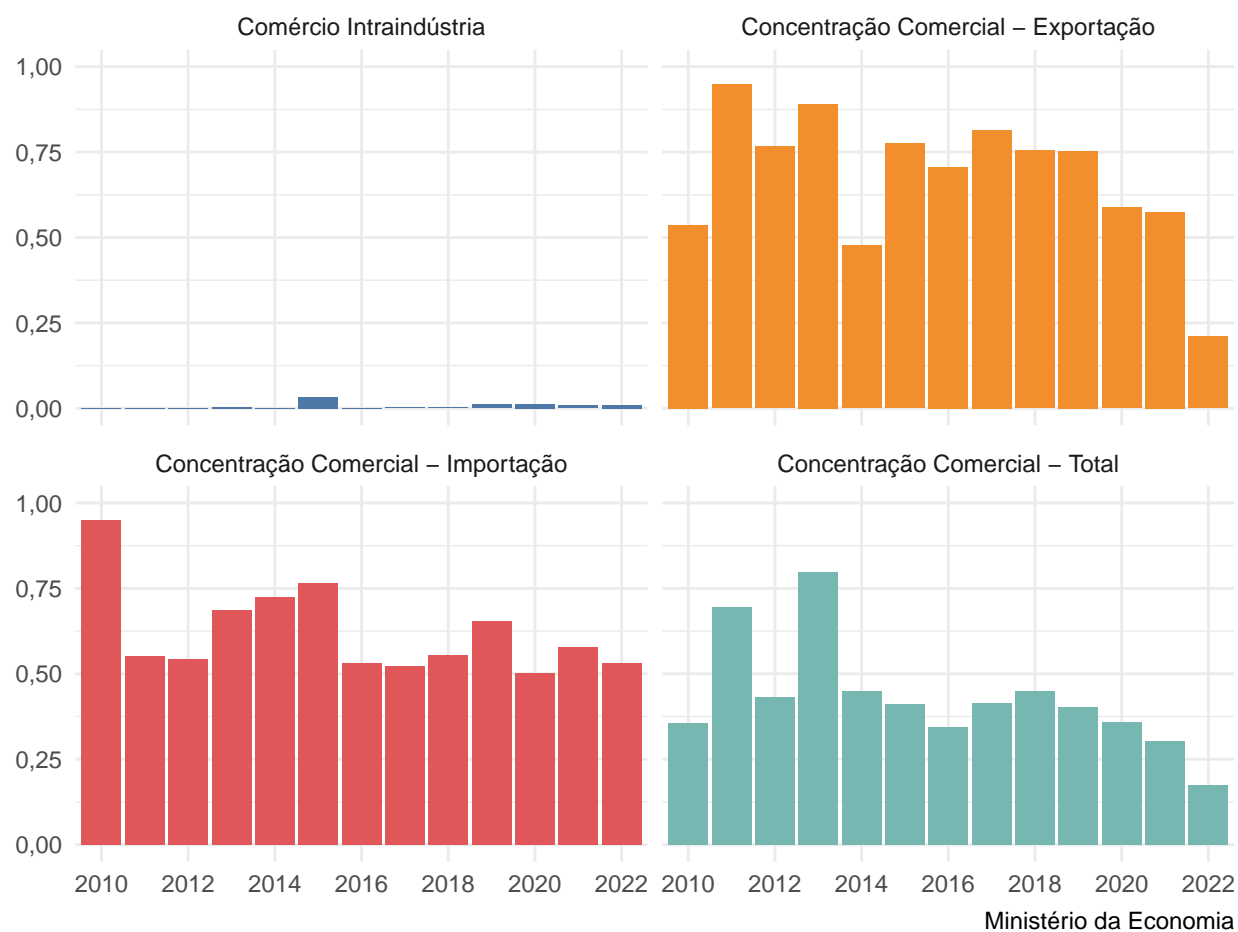 Comércio Intraindústria
Concentração Comercial – Exportação
1,00
0,75
0,50
0,25
0,00
Concentração Comercial – Importação
Concentração Comercial – Total
1,00
0,75
0,50
0,25
0,00
2010 2012 2014 2016 2018 2020 2022
2010 2012 2014 2016 2018 2020 2022
Ministério da Economia